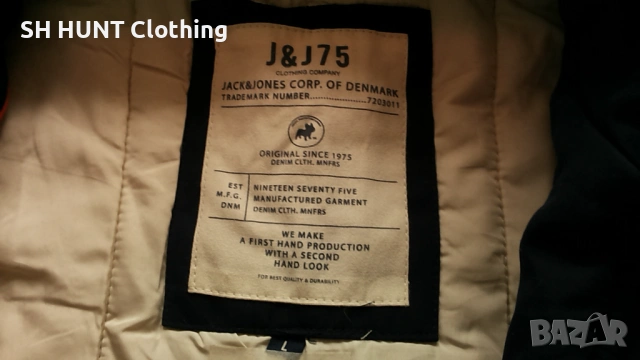 SH HUNT Clothing
J&J75
CLOTHING COMPANY
JACK&JONES CORP. OF DENMARK
TRADEMARK NUMBER....................7203011
ORIGINAL SINCE 1975
DENIM CLTH. MNFRS
EST
M.F.G.
DNM
NINETEEN SEVENTY FIVE
MANUFACTURED GARMENT
DENIM CLTH. MNFRS
WE MAKE
A FIRST HAND PRODUCTION
WITH A SECOND
HAND LOOK
FOR BEST QUALITY & DURABILITY
L
BAZAR